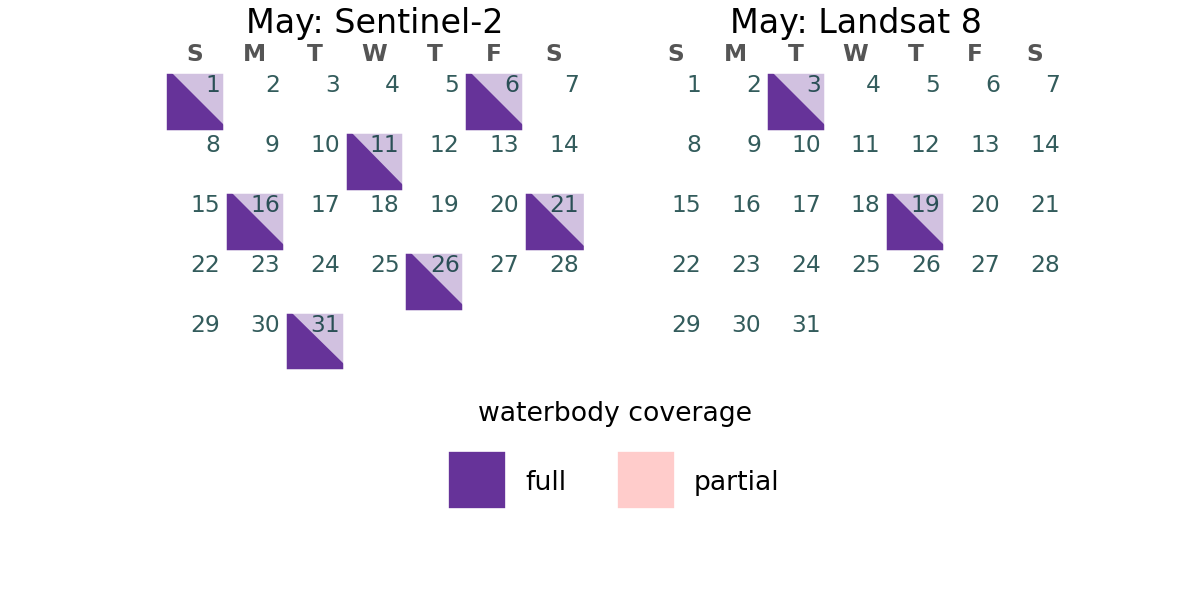 May: Sentinel-2
S M T W T F S
1 2 3 4 5 6 7
8 9 10 11 12 13 14
15 16 17 18 19 20 21
22 23 24 25 26 27 28
29 30 31
May: Landsat 8
S M T W T F S
1 2 3 4 5 6 7
8 9 10 11 12 13 14
15 16 17 18 19 20 21
22 23 24 25 26 27 28
29 30 31
waterbody coverage
full
partial